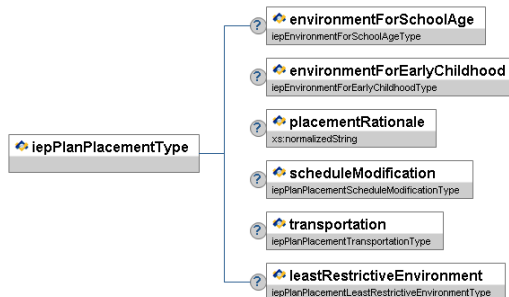 environmentForSchoolAge
iepEnvironmentForSchoolAgeType
environmentForEarlyChildhood
iepEnvironmentForEarlyChildhoodType
placementRationale
xs:normalizedString
iepPlanPlacementType
scheduleModification
iepPlanPlacementScheduleModificationType
transportation
iepPlanPlacementTransportationType
leastRestrictiveEnvironment
iepPlanPlacementLeastRestrictiveEnvironmentType